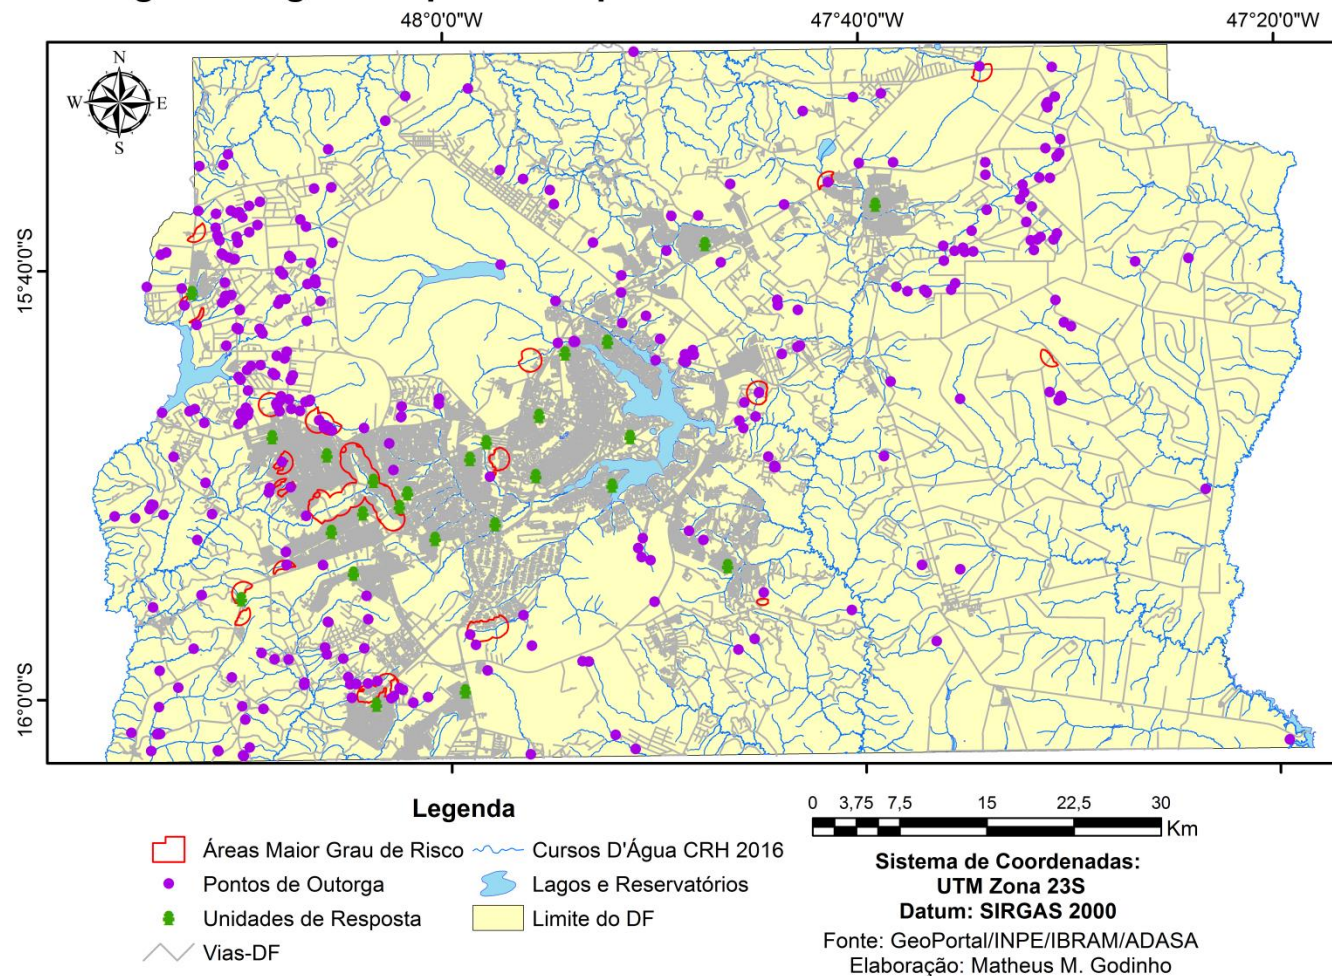 48°0'0"W 47°40'0"W 47°20'0"W
N
W E
S
15°40'0"S
16°0'0"S
Legenda
Áreas Maior Grau de Risco
Pontos de Outorga
Unidades de Resposta
Vias-DF
Cursos D'Água CRH 2016
Lagos e Reservatórios
Limite do DF
0 3,75 7,5 15 22,5 30
Km
Sistema de Coordenadas:
UTM Zona 23S
Datum: SIRGAS 2000
Fonte: GeoPortal/INPE/IBRAM/ADASA
Elaboração: Matheus M. Godinho